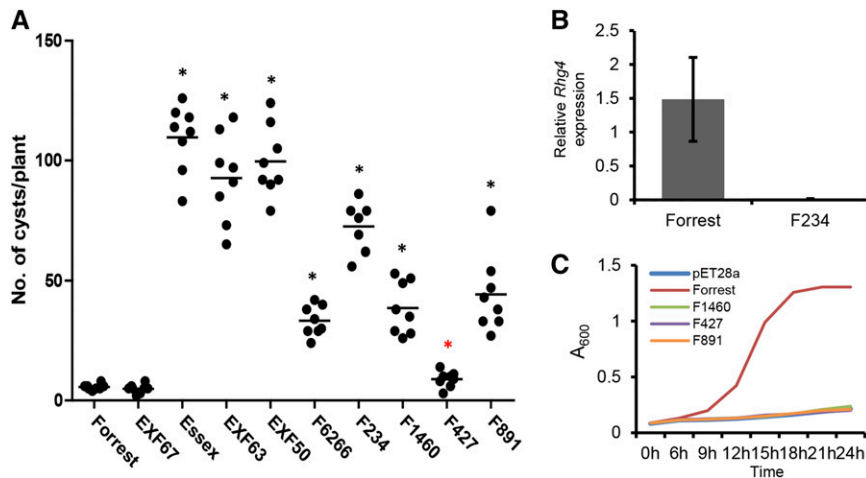 A
No. of cysts/plant
150
100
50
0
* * * * * * * *
Forrest EXF67 Essex EXF63 EXF50 F6266 F234 F1460 F427 F891
B
Relative Rhg4
expression
2.5
2
1.5
1
0.5
0
Forrest F234
C
A600
1.5
1
0.5
0
pET28a
Forrest
F1460
F427
F891
0h 6h 9h 12h 15h 18h 21h 24h
Time